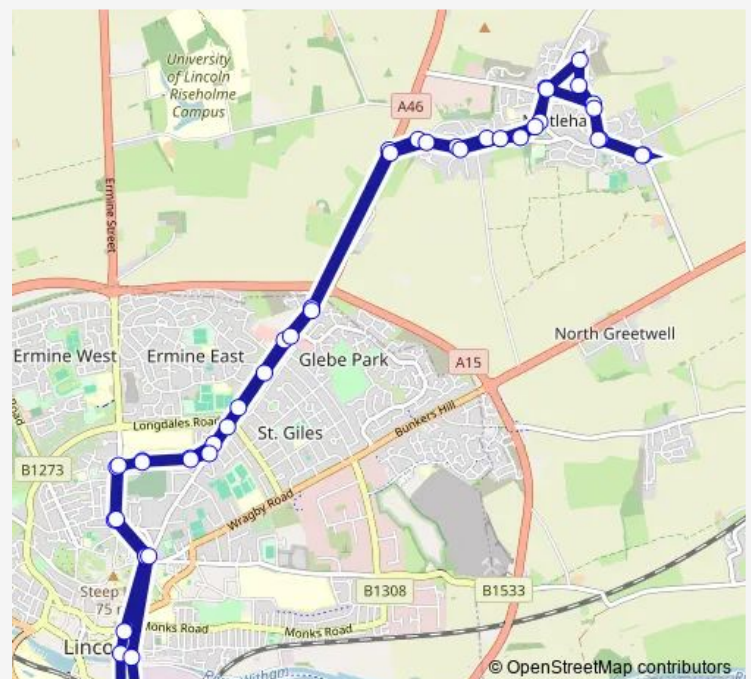 University
of Lincoln
Riseholme
Campus
A46
Ermine Street
North Greetwell
Ermine West
Ermine East
Glebe Park
A15
Longdales Road
St. Giles
Bunkers Hill
B1273
Wragby Road
Steep
75
B1308
B1533
Monks Road
Monks Road
© OpenStreetMap contributors